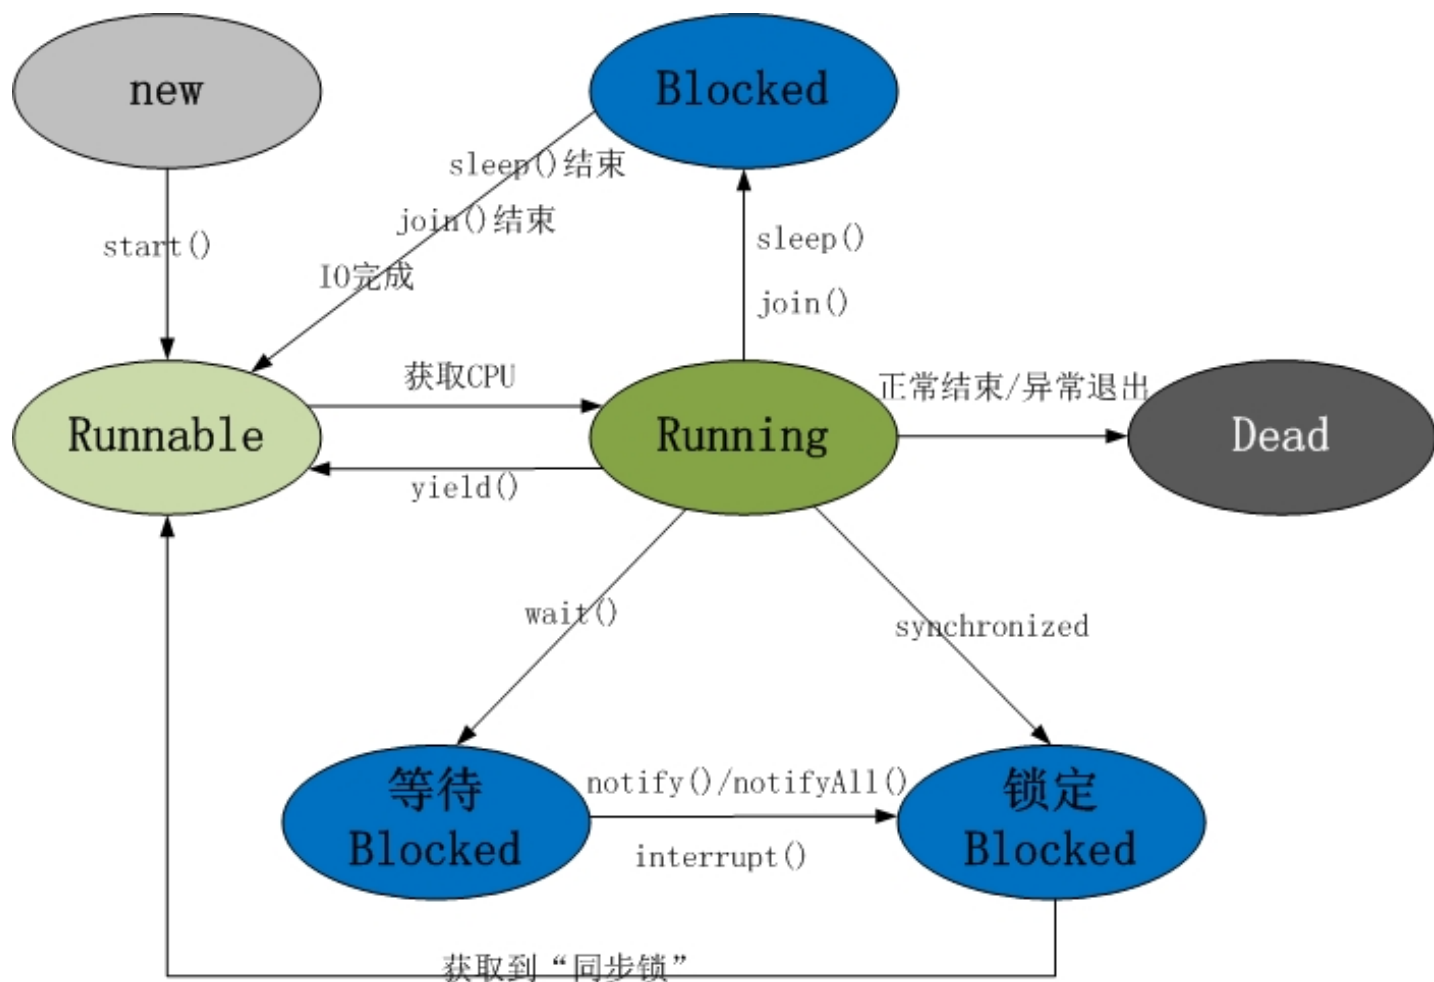 new
Blocked
sleep()结束
join()结束
start()
sleep()
IO完成
join()
获取CPU
正常结束/异常退出
Runnable
Running
Dead
yield()
wait()
synchronized
等待
Blocked
notify()/notifyAll()
interrupt()
锁定
Blocked
获取到“同步锁”